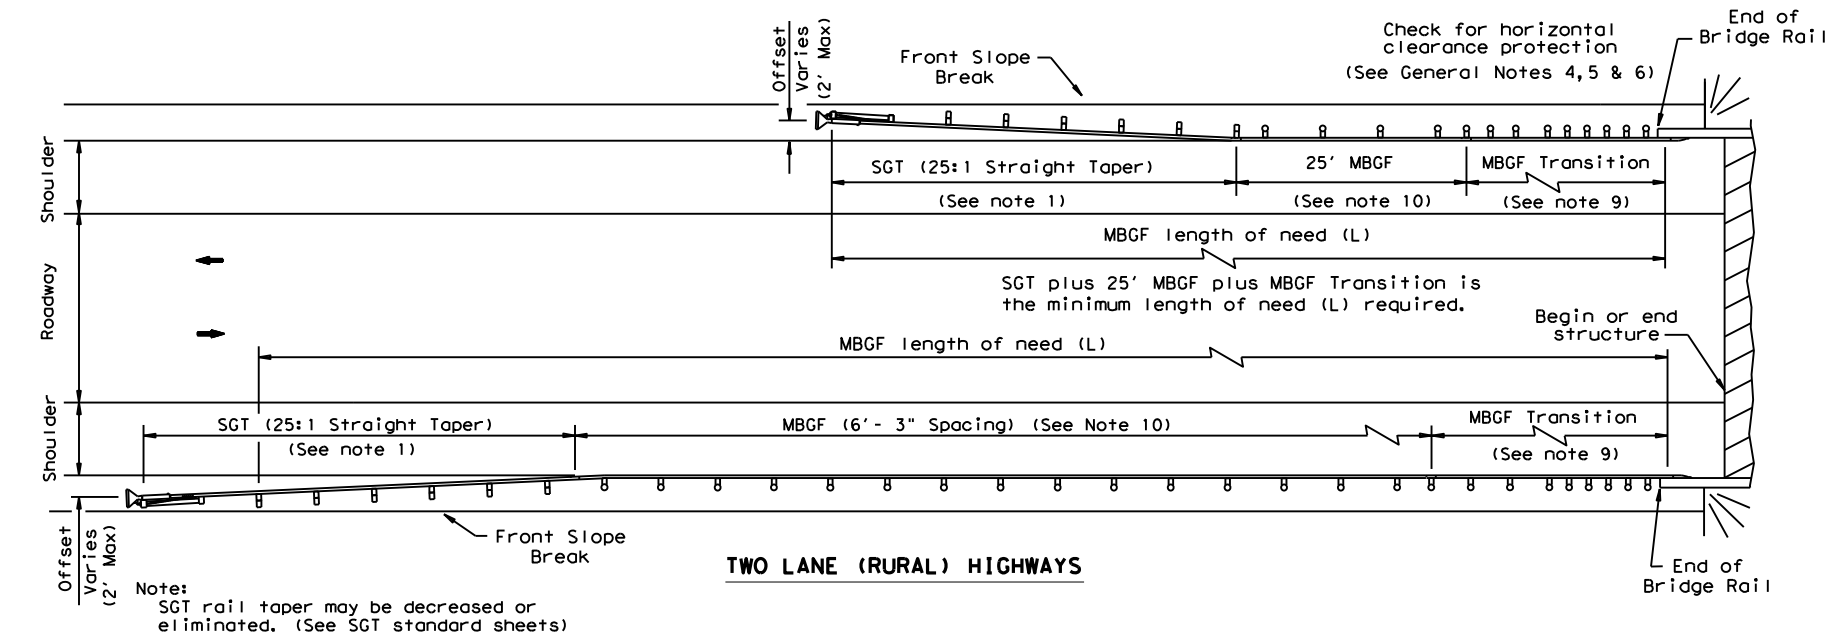 Offset
Varies
(2' Max)
Front Slope
Break
Check for horizontal
clearance protection
(See General Notes 4,5 & 6)
End of
Bridge Rail
Shoulder
SGT (25:1 Straight Taper)
(See note 1)
25' MBGF
(See note 10)
MBGF Transition
(See note 9)
MBGF length of need (L)
SGT plus 25' MBGF plus MBGF Transition is
the minimum length of need (L) required.
Roadway
Begin or end
structure
MBGF length of need (L)
Shoulder
SGT (25:1 Straight Taper)
(See note 1)
MBGF (6'- 3" Spacing) (See Note 10)
MBGF Transition
(See note 9)
Offset
Varies
(2' Max)
Front Slope
Break
End of
Bridge Rail
TWO LANE (RURAL) HIGHWAYS
Note:
SGT rail taper may be decreased or
eliminated. (See SGT standard sheets)